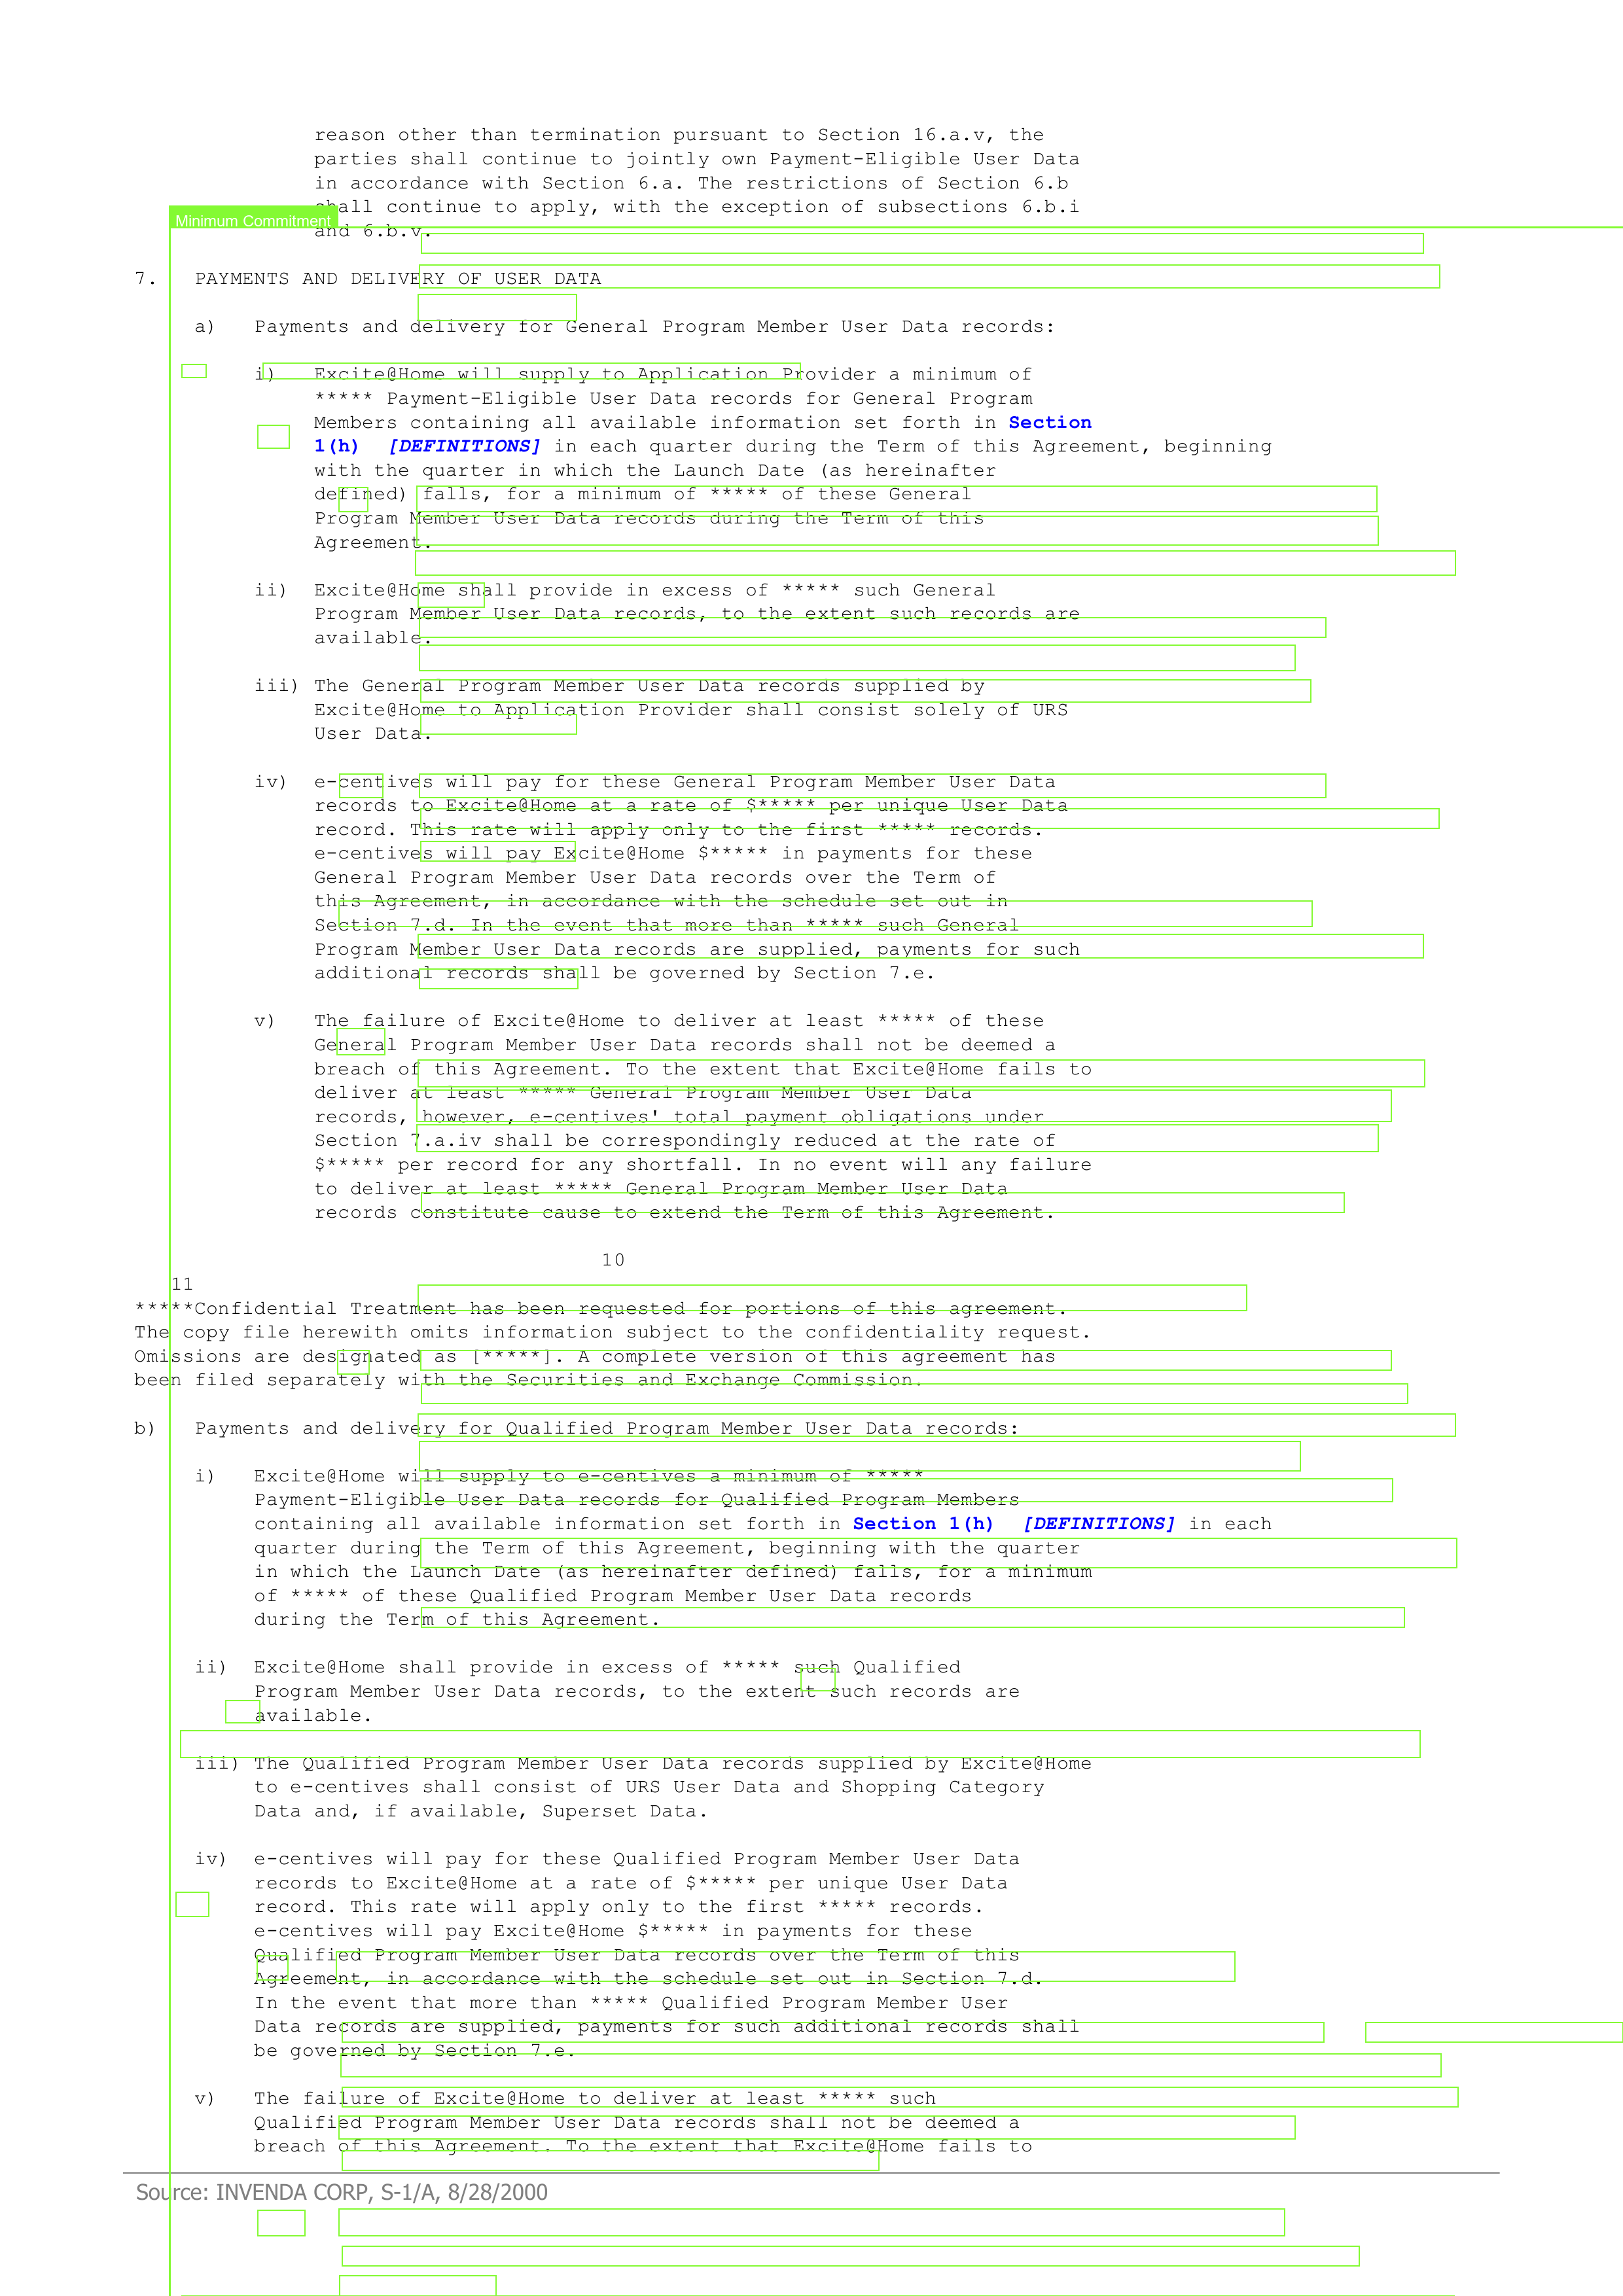 reason other than termination pursuant to Section 16.a.v, the
parties shall continue to jointly own Payment-Eligible User Data
in accordance with Section 6.a. The restrictions of Section 6.b
shall continue to apply, with the exception of subsections 6.b.i
Minimum Commitment
and 6.b.v.
7. PAYMENTS AND DELIVERY OF USER DATA
a) Payments and delivery for General Program Member User Data records:
i) Excite@Home will supply to Application Provider a minimum of
***** Payment-Eligible User Data records for General Program
Members containing all available information set forth in Section
1(h) [DEFINITIONS] in each quarter during the Term of this Agreement, beginning
with the quarter in which the Launch Date (as hereinafter
defined) falls, for a minimum of ***** of these General
Program Member User Data records during the Term of this
Agreement.
ii) Excite@Home shall provide in excess of ***** such General
Program Member User Data records, to the extent such records are
available.
iii) The General Program Member User Data records supplied by
Excite@Home to Application Provider shall consist solely of URS
User Data.
iv) e-centives will pay for these General Program Member User Data
records to Excite@Home at a rate of $***** per unique User Data
record. This rate will apply only to the first ***** records.
e-centives will pay Excite@Home $***** in payments for these
General Program Member User Data records over the Term of
this Agreement, in accordance with the schedule set out in
Section 7.d. In the event that more than ***** such General
Program Member User Data records are supplied, payments for such
additional records shall be governed by Section 7.e.
v) The failure of Excite@Home to deliver at least ***** of these
General Program Member User Data records shall not be deemed a
breach of this Agreement. To the extent that Excite@Home fails to
deliver at least ***** General Program Member User Data
records, however, e-centives' total payment obligations under
Section 7.a.iv shall be correspondingly reduced at the rate of
$***** per record for any shortfall. In no event will any failure
to deliver at least ***** General Program Member User Data
records constitute cause to extend the Term of this Agreement.
10
11
*****Confidential Treatment has been requested for portions of this agreement.
The copy file herewith omits information subject to the confidentiality request.
Omissions are designated as [*****]. A complete version of this agreement has
been filed separately with the Securities and Exchange Commission.
b) Payments and delivery for Qualified Program Member User Data records:
i) Excite@Home will supply to e-centives a minimum of *****
Payment-Eligible User Data records for Qualified Program Members
containing all available information set forth in Section 1(h) [DEFINITIONS] in each
quarter during the Term of this Agreement, beginning with the quarter
in which the Launch Date (as hereinafter defined) falls, for a minimum
of ***** of these Qualified Program Member User Data records
during the Term of this Agreement.
ii) Excite@Home shall provide in excess of ***** such Qualified
Program Member User Data records, to the extent such records are
available.
iii) The Qualified Program Member User Data records supplied by Excite@Home
to e-centives shall consist of URS User Data and Shopping Category
Data and, if available, Superset Data.
iv) e-centives will pay for these Qualified Program Member User Data
records to Excite@Home at a rate of $***** per unique User Data
record. This rate will apply only to the first ***** records.
e-centives will pay Excite@Home $***** in payments for these
Qualified Program Member User Data records over the Term of this
Agreement, in accordance with the schedule set out in Section 7.d.
In the event that more than ***** Qualified Program Member User
Data records are supplied, payments for such additional records shall
be governed by Section 7.e.
v) The failure of Excite@Home to deliver at least ***** such
Qualified Program Member User Data records shall not be deemed a
breach of this Agreement. To the extent that Excite@Home fails to
Source: INVENDA CORP, S-1/A, 8/28/2000